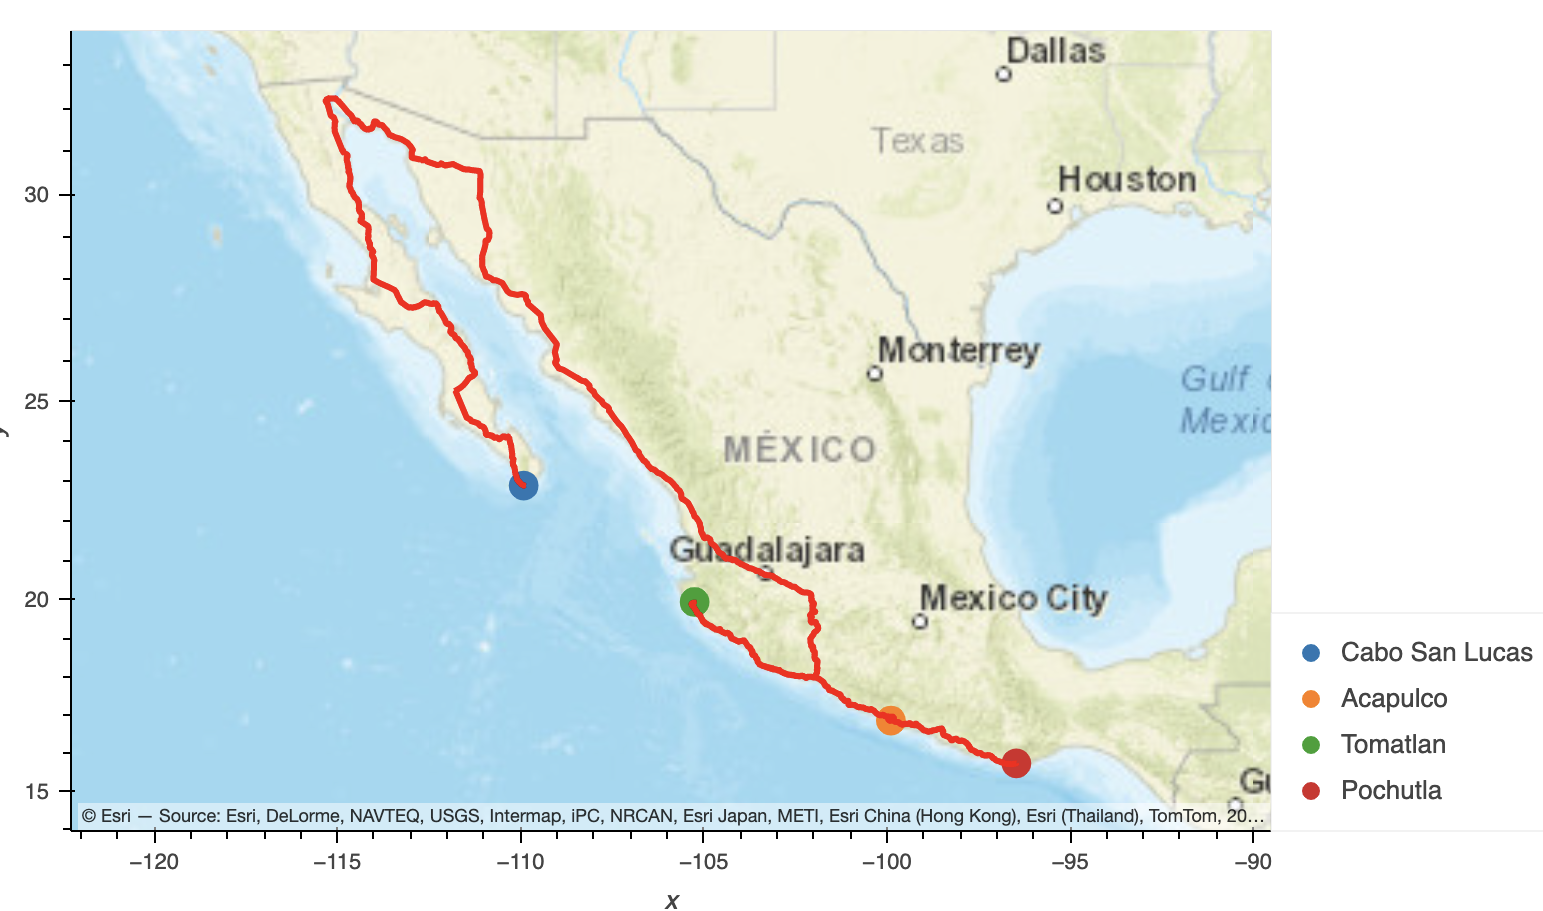 Dallas
Texas
Houston
30
Monterrey
25
Gulf
Mexic
MÉXICO
Guadalajara
20
Mexico City
Cabo San Lucas
Acapulco
Tomatlan
Pochutla
15
Gu
© Esri — Source: Esri, DeLorme, NAVTEQ, USGS, Intermap, iPC, NRCAN, Esri Japan, METI, Esri China (Hong Kong), Esri (Thailand), TomTom, 20...
−120 −115 −110 −105 −100 −95 −90
x